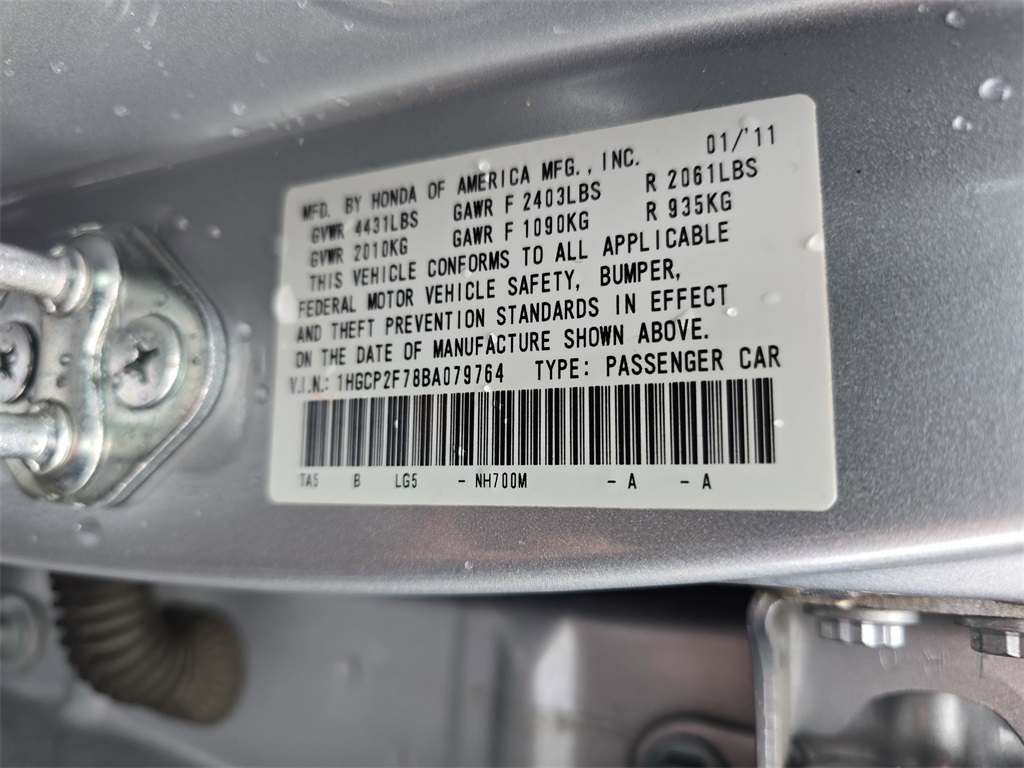 01/'11
MFD. BY HONDA OF AMERICA MFG., INC.
GVWR 4431LBS GAWR F 2403LBS R 2061LBS
GVWR 2010KG GAWR F 1090KG R 935KG
THIS VEHICLE CONFORMS TO ALL APPLICABLE
FEDERAL MOTOR VEHICLE SAFETY, BUMPER,
AND THEFT PREVENTION STANDARDS IN EFFECT
ON THE DATE OF MANUFACTURE SHOWN ABOVE.
V.I.N.: 1HGCP2F78BA079764 TYPE: PASSENGER CAR
TA5 B LG5 - NH700M - A - A